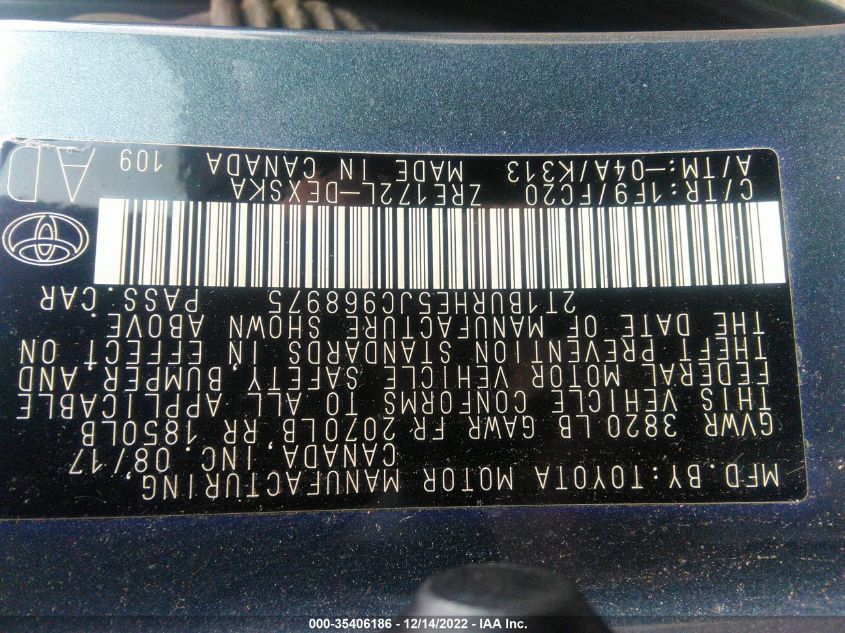 MFD.BY:TOYOTA MOTOR MANUFACTURING
CANADA, INC. 08/17
GVWR 3820LB GAWR FR 2070LB, RR 1850LB
THIS VEHICLE CONFORMS TO ALL APPLICABLE
FEDERAL MOTOR VEHICLE SAFETY, BUMPER, AND
THEFT PREVENTION STANDARDS IN EFFECT ON
THE DATE OF MANUFACTURE SHOWN ABOVE.
2T1BURHE5JC968975 PASS.CAR
C/TR:1F9/FC20 ZRE172L-DEXSKA
A/TM:-04A/K313 MADE IN CANADA 109
AD
000-35406186 - 12/14/2022 - IAA Inc.